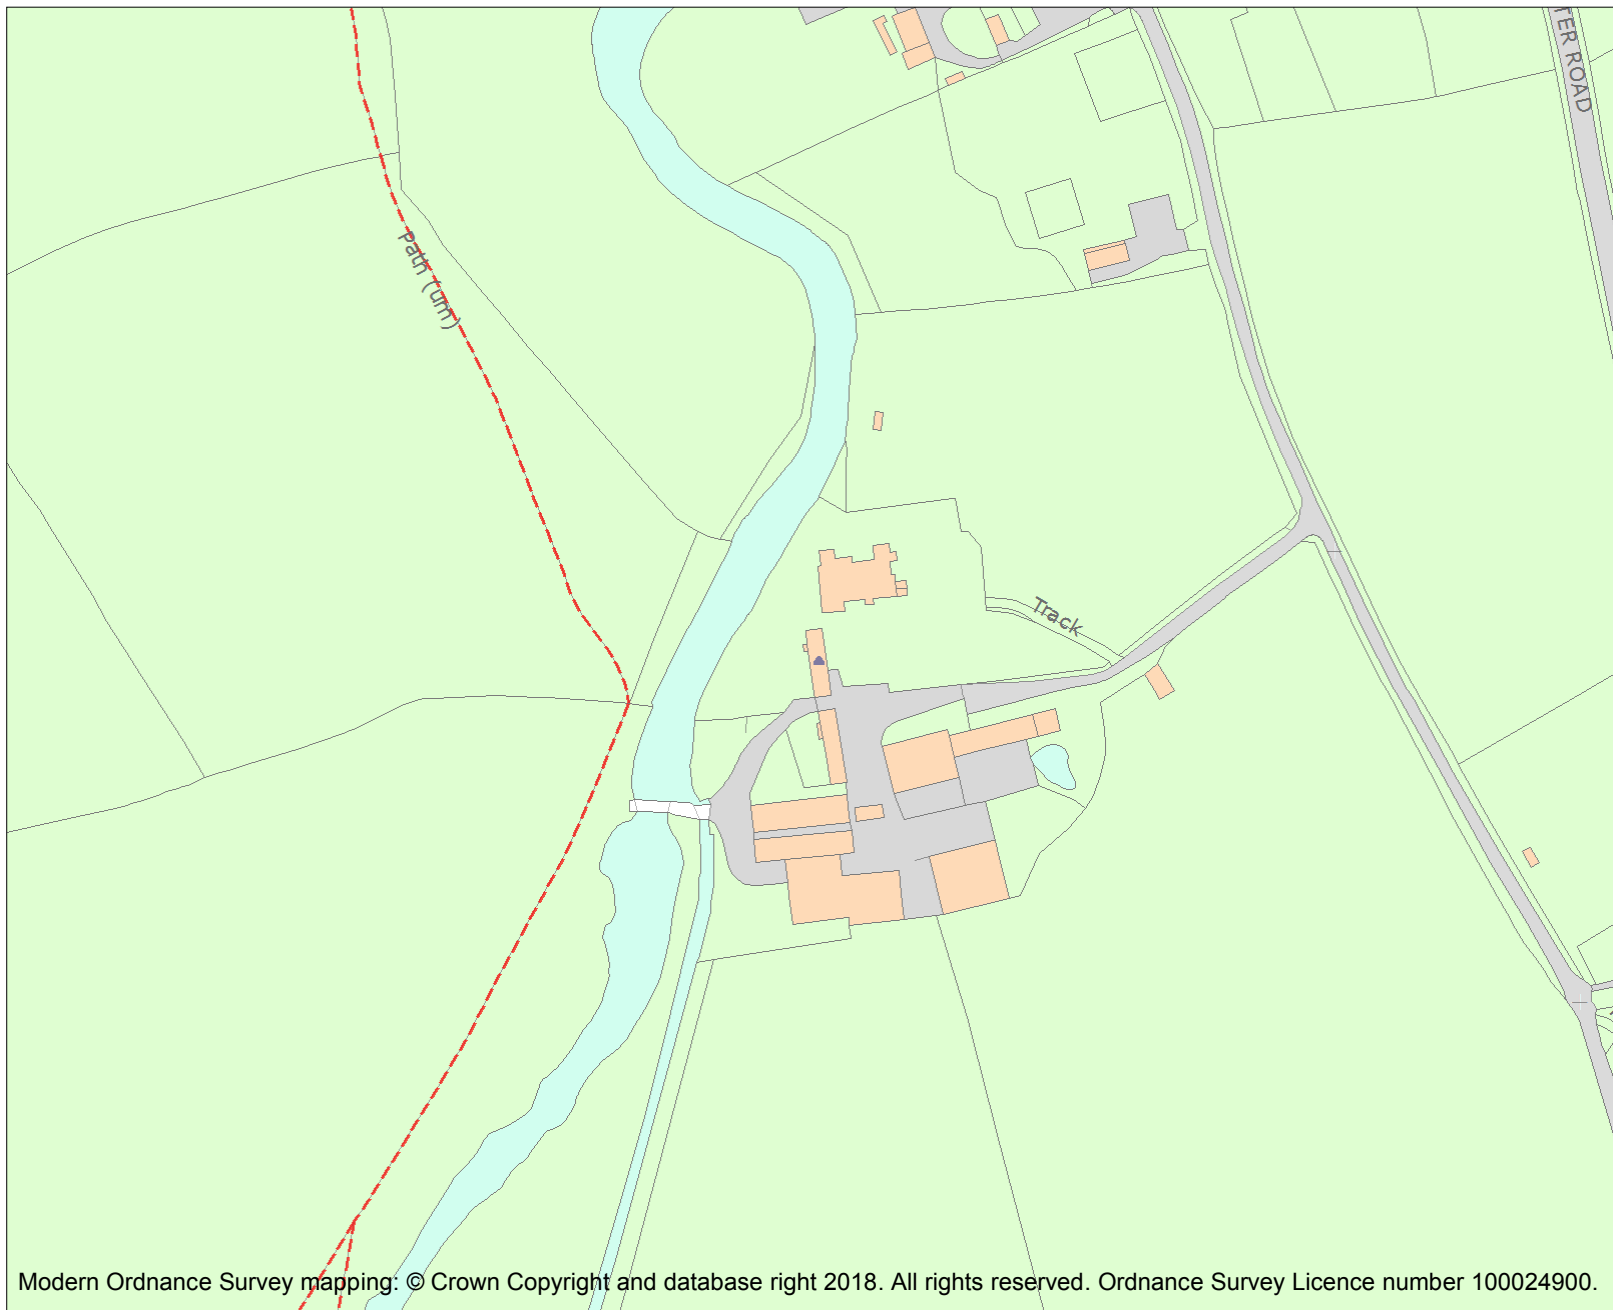 TER ROAD
Path (um)
Track
Modern Ordnance Survey mapping: © Crown Copyright and database right 2018. All rights reserved. Ordnance Survey Licence number 100024900.